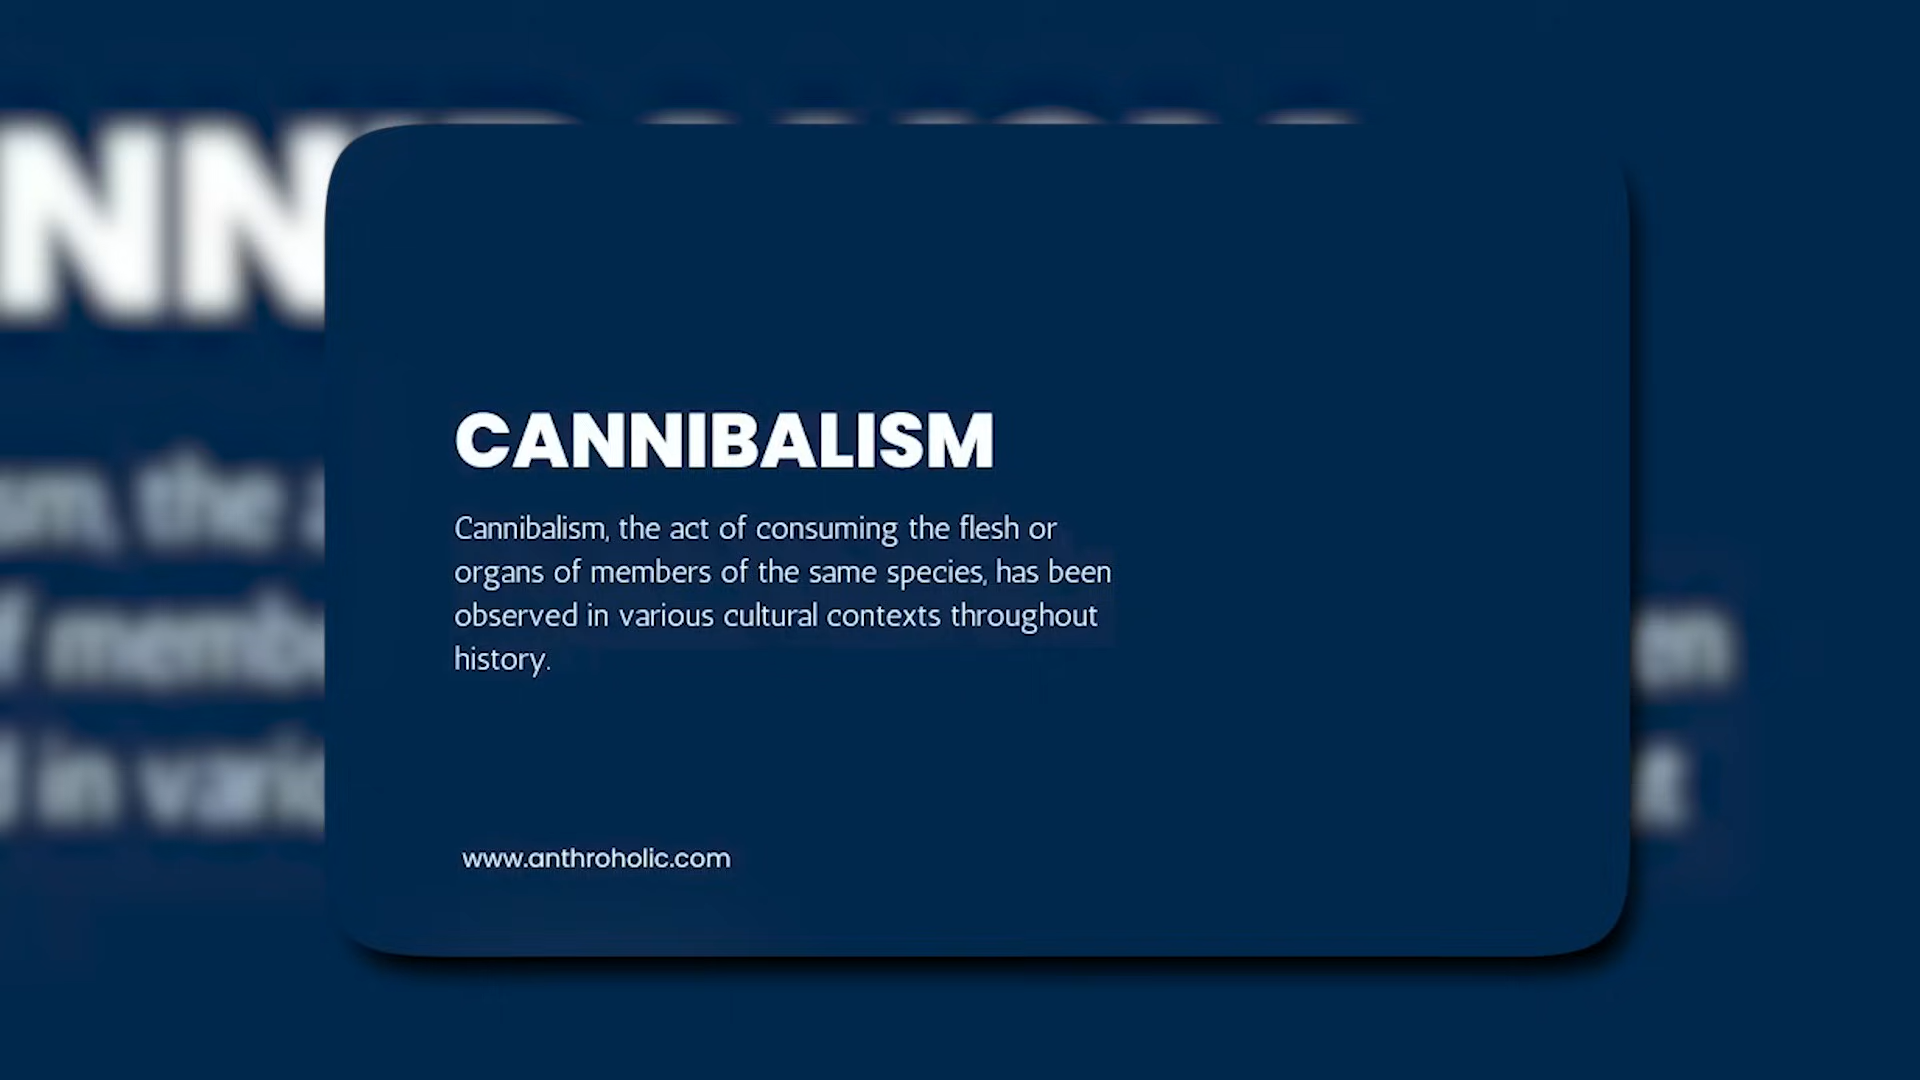 CANNIBALISM
Cannibalism, the act of consuming the flesh or
organs of members of the same species, has been
observed in various cultural contexts throughout
history.
www.anthroholic.com